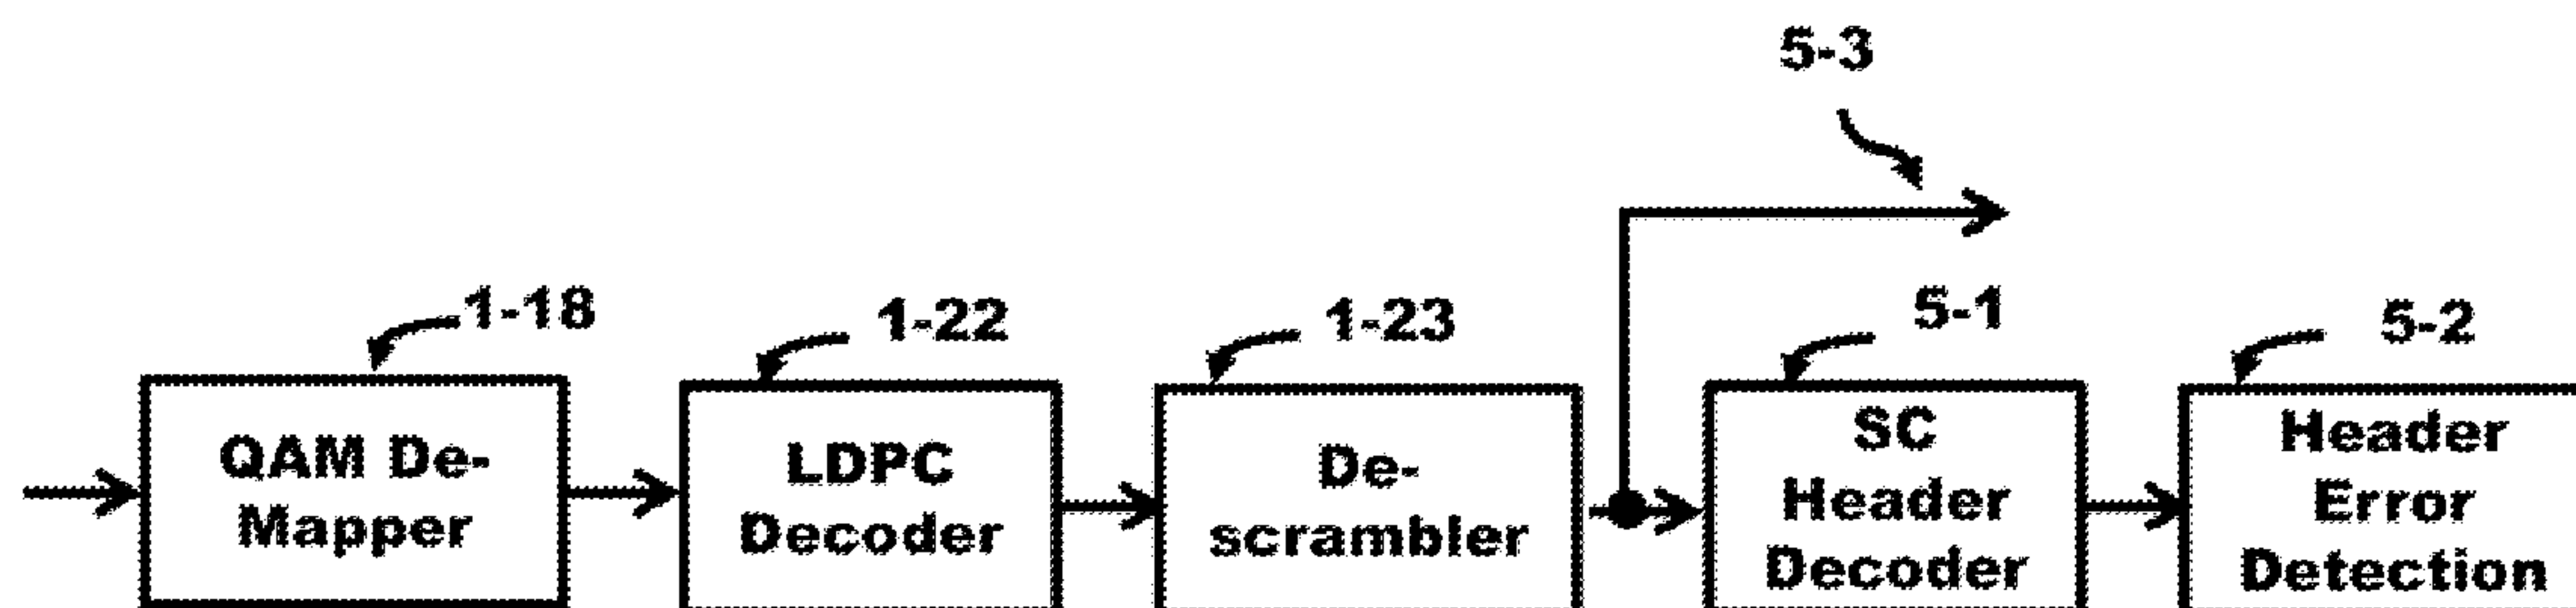 5-3
1-18
1-22
1-23
5-1
5-2
QAM De-
Mapper
LDPC
Decoder
De-
scrambler
SC
Header
Decoder
Header
Error
Detection